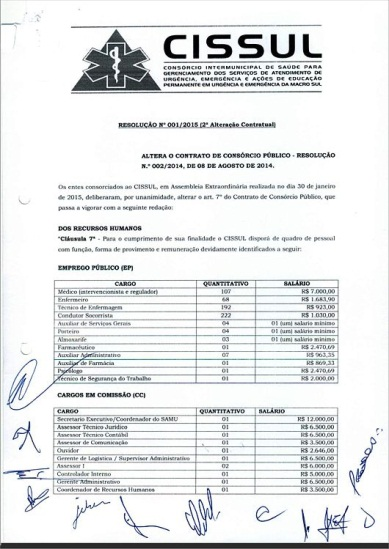 CISSUL
CONSÓRCIO INTERMUNICIPAL DE SAÚDE PARA
GERENCIAMENTO DOS SERVIÇOS DE ATENDIMENTO DE
URGÊNCIA, EMERGÊNCIA E AÇÕES DE EDUCAÇÃO
PERMANENTE EM URGÊNCIA E EMERGÊNCIA DA MACRO SUL
RESOLUÇÃO Nº 001/2015 (2ª Alteração Contratual)
ALTERA O CONTRATO DE CONSÓRCIO PÚBLICO - RESOLUÇÃO
N.º 002/2014, DE 08 DE AGOSTO DE 2014.
Os entes consorciados ao CISSUL, em Assembleia Extraordinária realizada no dia 30 de janeiro
de 2015, deliberaram, por unanimidade, alterar o art. 7º do Contrato de Consórcio Público, que
passa a vigorar com a seguinte redação:
DOS RECURSOS HUMANOS
"Cláusula 7ª - Para o cumprimento de sua finalidade o CISSUL disporá de quadro de pessoal
com função, forma de provimento e remuneração devidamente identificados a seguir:
EMPREGO PÚBLICO (EP)
CARGO QUANTITATIVO SALÁRIO
Médico (intervencionista e regulador) 107 R$ 7.000,00
Enfermeiro 68 R$ 1.683,90
Técnico de Enfermagem 192 R$ 923,00
Condutor Socorrista 222 R$ 1.030,00
Auxiliar de Serviços Gerais 04 01 (um) salário mínimo
Porteiro 04 01 (um) salário mínimo
Almoxarife 03 01 (um) salário mínimo
Farmacêutico 01 R$ 2.470,69
Auxiliar Administrativo 07 R$ 963,35
Auxiliar de Farmácia 01 R$ 869,33
Psicólogo 01 R$ 2.470,69
Técnico de Segurança do Trabalho 01 R$ 2.000,00
CARGOS EM COMISSÃO (CC)
CARGO QUANTITATIVO SALÁRIO
Secretario Executivo/Coordenador do SAMU 01 R$ 12.000,00
Assessor Técnico Jurídico 01 R$ 6.500,00
Assessor Técnico Contábil 01 R$ 6.500,00
Assessor de Comunicação 01 R$ 3.500,00
Ouvidor 01 R$ 2.646,00
Gerente de Logística / Supervisor Administrativo 01 R$ 6.500,00
Assessor I 02 R$ 6.000,00
Controlador Interno 01 R$ 5.000,00
Gerente Administrativo 01 R$ 6.500,00
Coordenador de Recursos Humanos 01 R$ 3.500,00